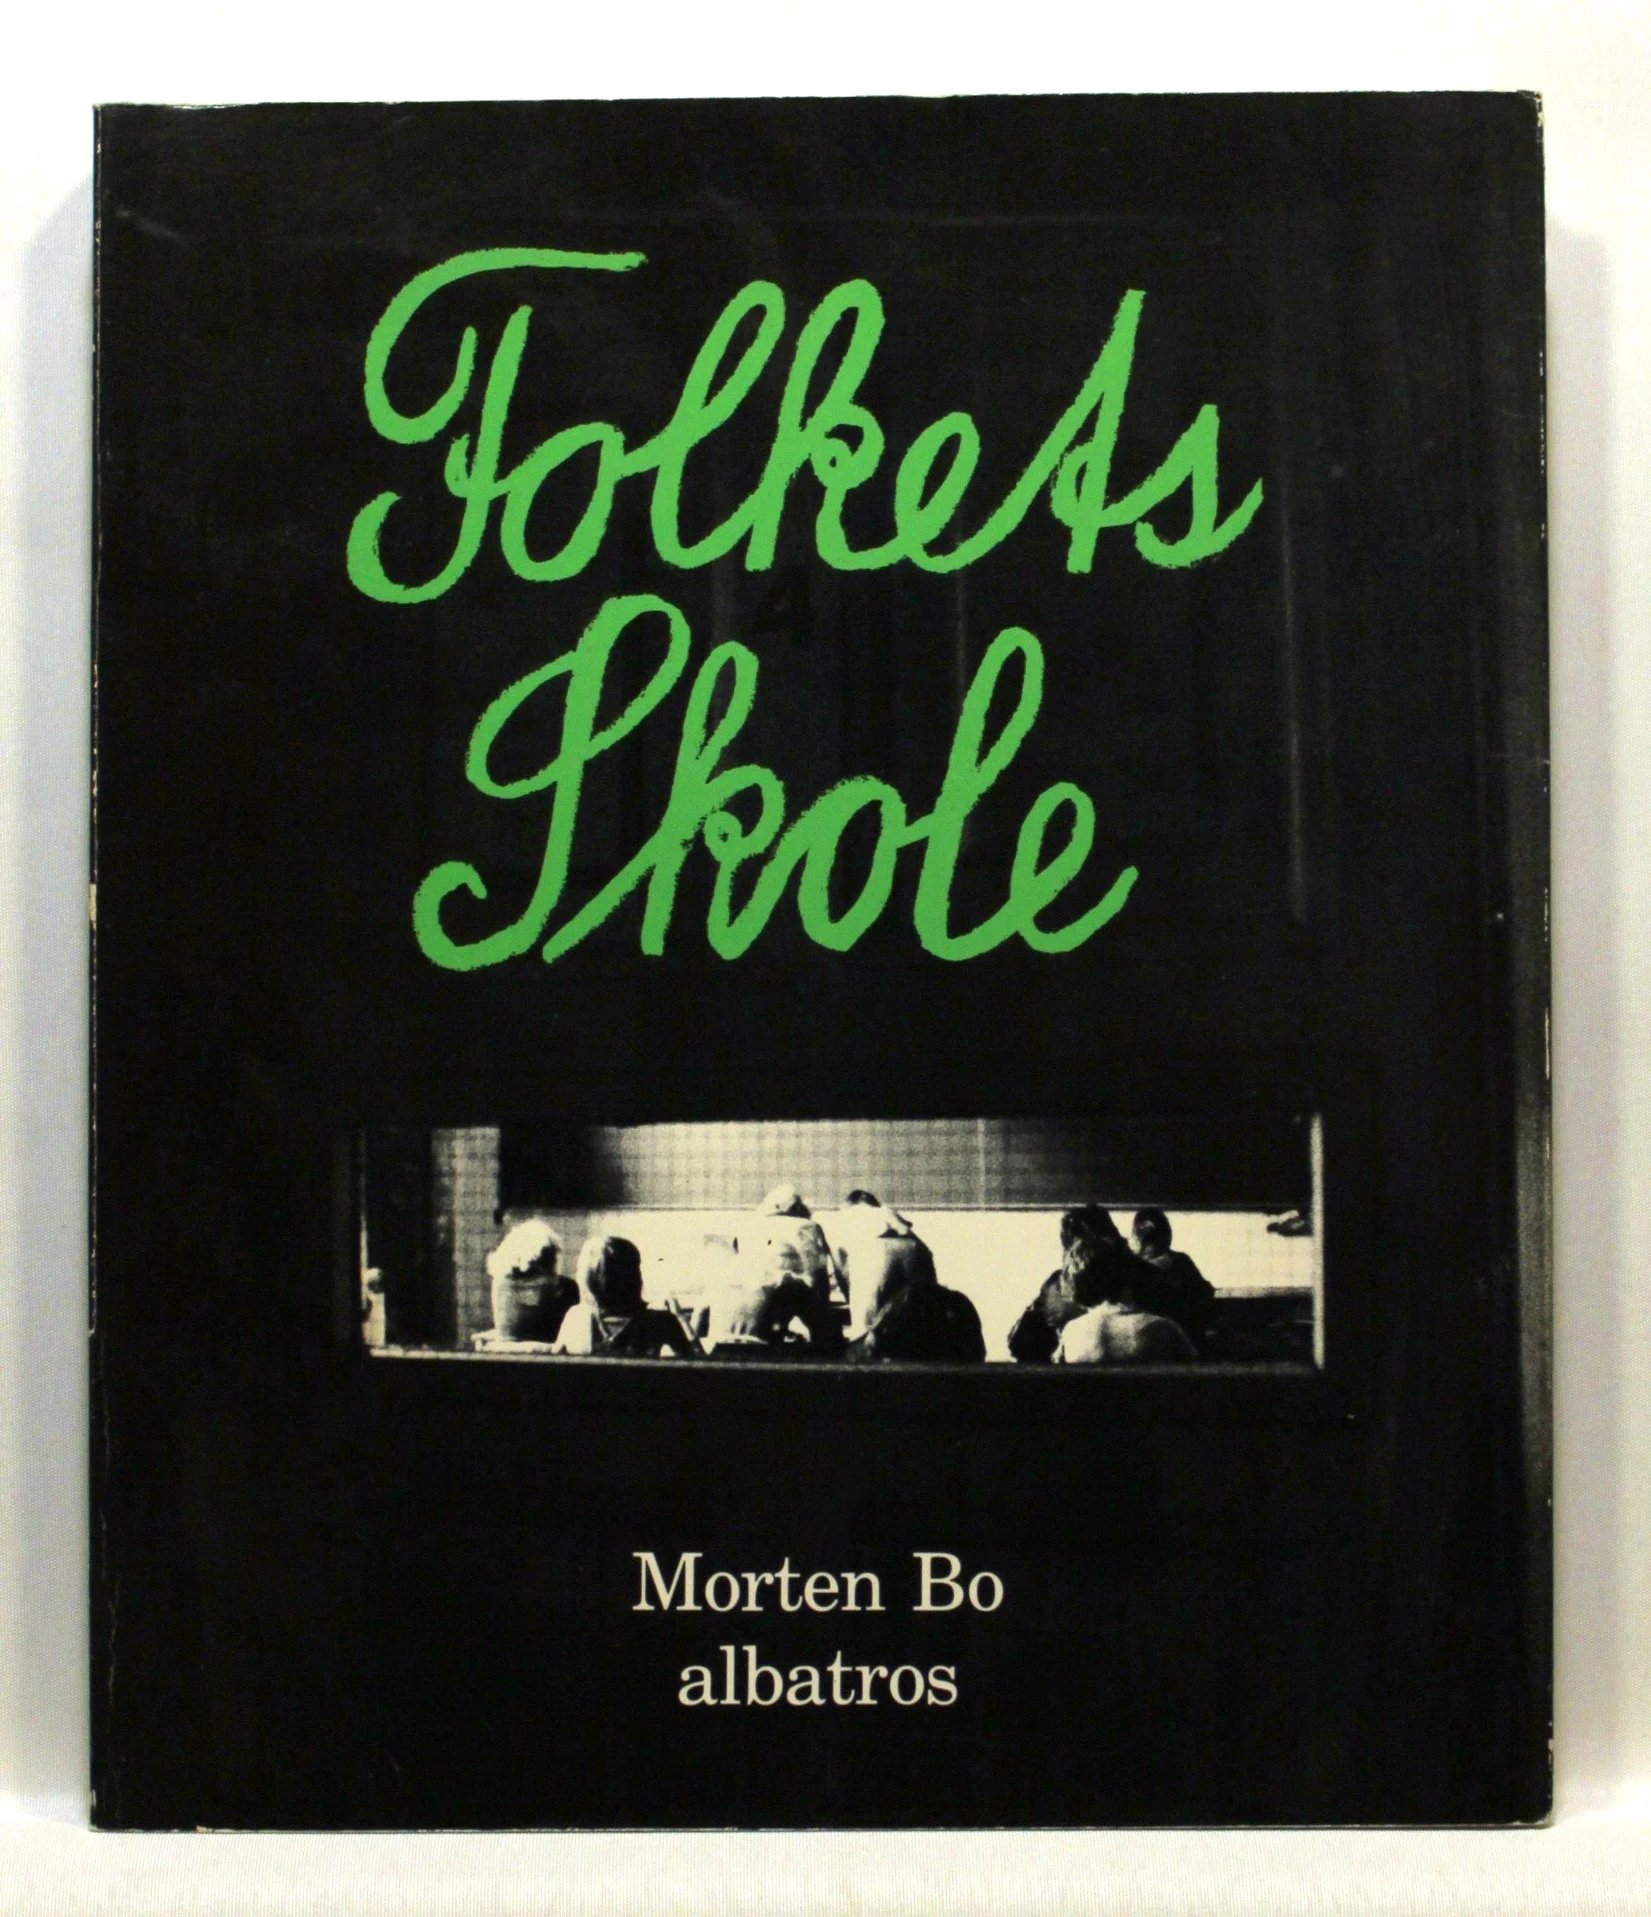 Folkets
Skole
Morten Bo
albatros